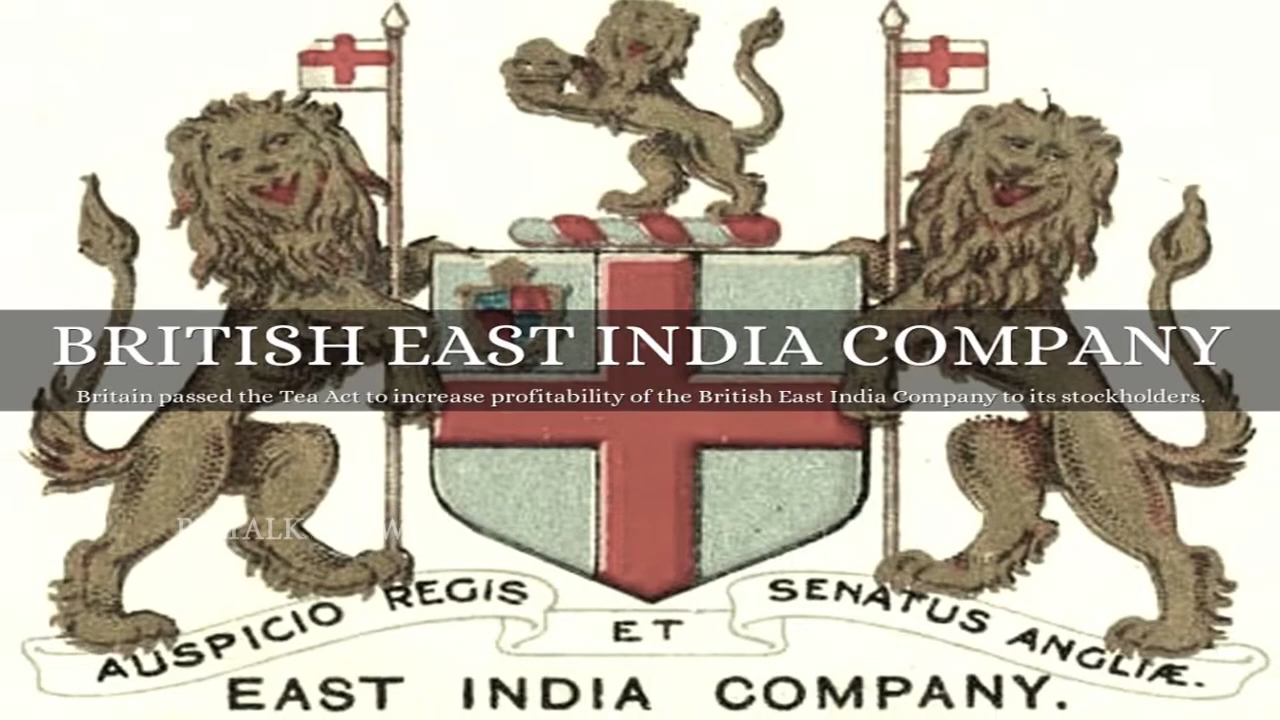 BRITISH EAST INDIA COMPANY
Britain passed the Tea Act to increase profitability of the British East India Company to its stockholders.
AUSPICIO REGIS ET SENATUS ANGLIÆ.
EAST INDIA COMPANY.